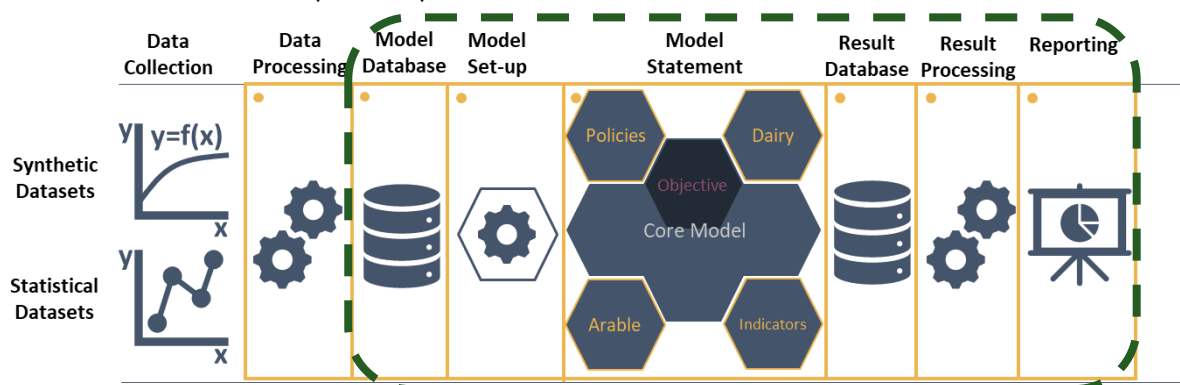 Data
Collection
Data
Processing
Model
Database
Model
Set-up
Model
Statement
Result
Database
Result
Processing
Reporting
Synthetic
Datasets
y
y=f(x)
x
Statistical
Datasets
y
x
Policies
Dairy
Objective
Core Model
Arable
Indicators